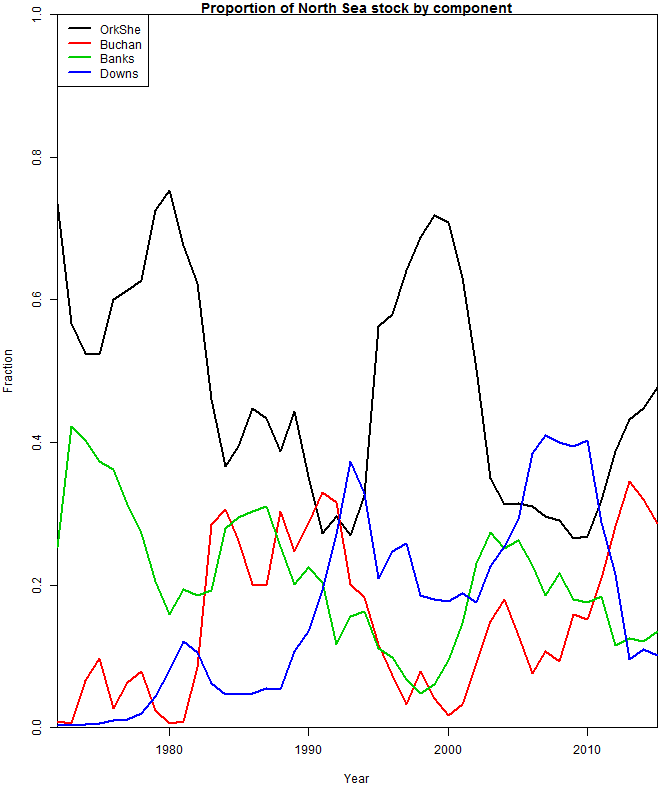 Proportion of North Sea stock by component
OrkShe
Buchan
Banks
Downs
1.0
0.8
0.6
0.4
0.2
0.0
Fraction
1980 1990 2000 2010
Year